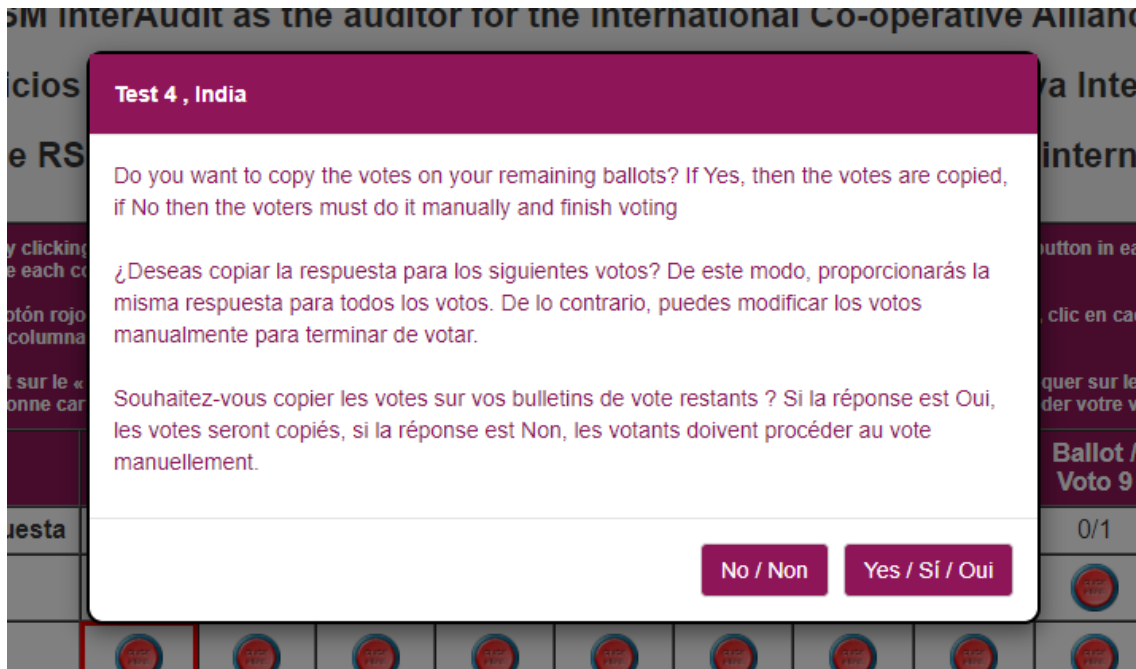 SM InterAudit as the auditor for the International Co-operative Allianc
icios
ya Inte
e RS
intern
Test 4 , India
Do you want to copy the votes on your remaining ballots? If Yes, then the votes are copied,
if No then the voters must do it manually and finish voting
¿Deseas copiar la respuesta para los siguientes votos? De este modo, proporcionarás la
misma respuesta para todos los votos. De lo contrario, puedes modificar los votos
manualmente para terminar de votar.
Souhaitez-vous copier les votes sur vos bulletins de vote restants ? Si la réponse est Oui,
les votes seront copiés, si la réponse est Non, les votants doivent procéder au vote
manuellement.
No / Non
Yes / Sí / Oui
y clicking
e each co
utton in ea
otón rojo
columna
, clic en cad
t sur le «
onne car
quer sur le
der votre v
Ballot /
Voto 9
uesta
0/1